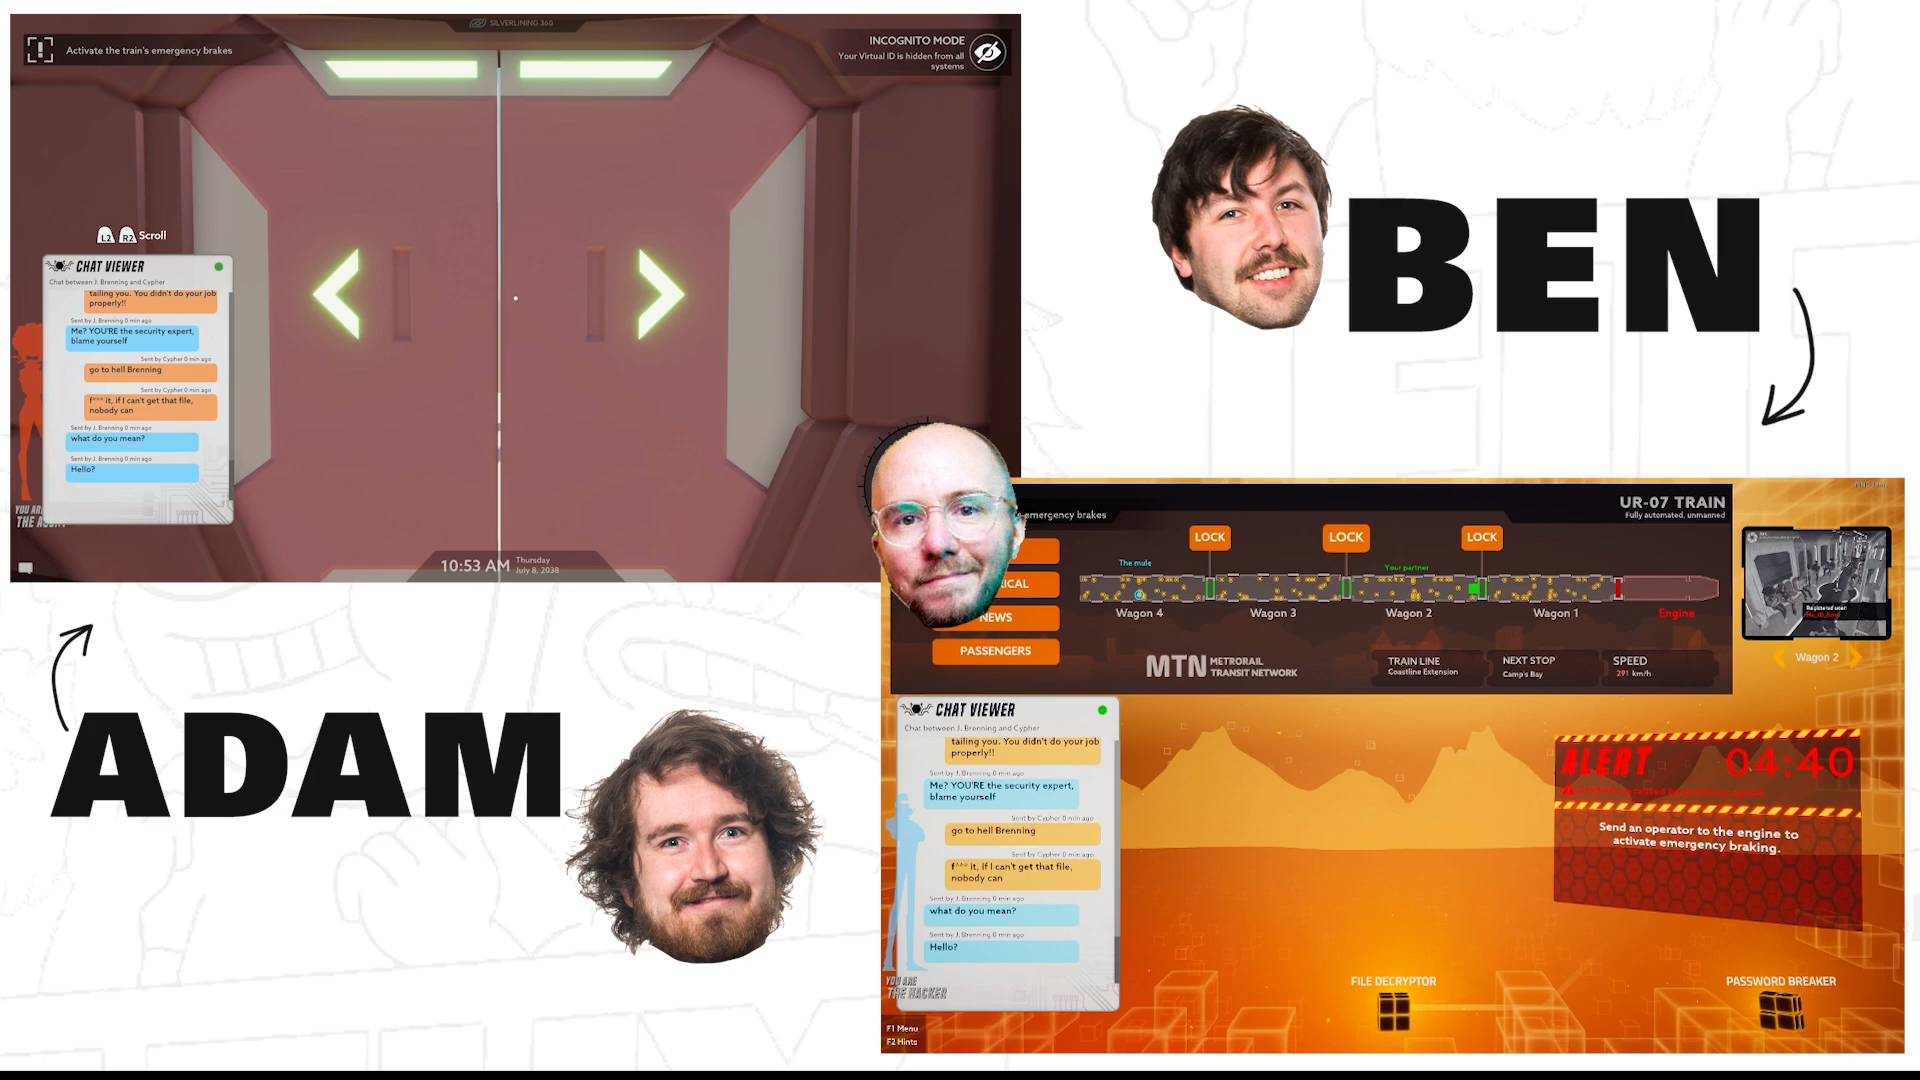 SILVERLINING 360
Activate the train's emergency brakes
INCOGNITO MODE
Your Virtual ID is hidden from all
systems
L2 R2 Scroll
CHAT VIEWER
Chat between J. Brenning and Cypher
tailing you. You didn't do your job
properly!!
Sent by J. Brenning 0 min ago
Me? YOU'RE the security expert,
blame yourself
Sent by Cypher 0 min ago
go to hell Brenning
Sent by Cypher 0 min ago
f*** it, if I can't get that file,
nobody can
Sent by J. Brenning 0 min ago
what do you mean?
Sent by J. Brenning 0 min ago
Hello?
YOU ARE
THE AGENT
10:53 AM Thursday
July 8, 2038
BEN
ADAM
emergency brakes
UR-07 TRAIN
Fully automated, unmanned
LOCK LOCK LOCK
The mule
Your partner
ICAL
NEWS
PASSENGERS
Wagon 4 Wagon 3 Wagon 2 Wagon 1 Engine
MTN METRORAIL
TRANSIT NETWORK
TRAIN LINE
Coastline Extension
NEXT STOP
Camp's Bay
SPEED
291 km/h
Registered user:
Wagon 2
CHAT VIEWER
Chat between J. Brenning and Cypher
tailing you. You didn't do your job
properly!!
Sent by J. Brenning 0 min ago
Me? YOU'RE the security expert,
blame yourself
Sent by Cypher 0 min ago
go to hell Brenning
Sent by Cypher 0 min ago
f*** it, if I can't get that file,
nobody can
Sent by J. Brenning 0 min ago
what do you mean?
Sent by J. Brenning 0 min ago
Hello?
YOU ARE
THE HACKER
F1 Menu
F2 Hints
ALERT 04:40
Send an operator to the engine to
activate emergency braking.
FILE DECRYPTOR
PASSWORD BREAKER